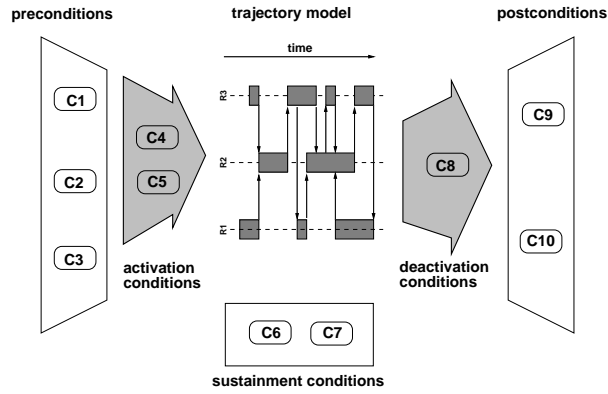 preconditions
trajectory model
postconditions
time
R3
R2
R1
C1
C2
C3
C4
C5
activation
conditions
C8
deactivation
conditions
C9
C10
C6 C7
sustainment conditions